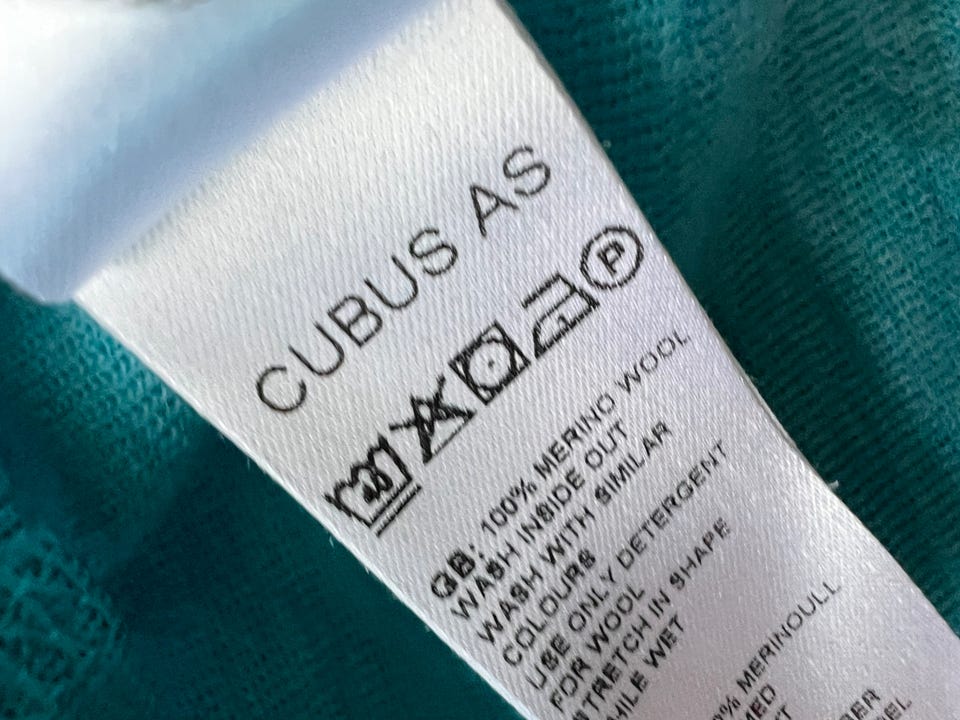 CUBUS AS
P
GB: 100% MERINO WOOL
WASH INSIDE OUT
WASH WITH SIMILAR
COLOURS
USE ONLY DETERGENT
FOR WOOL
STRETCH IN SHAPE
WHILE WET
MERINOULL